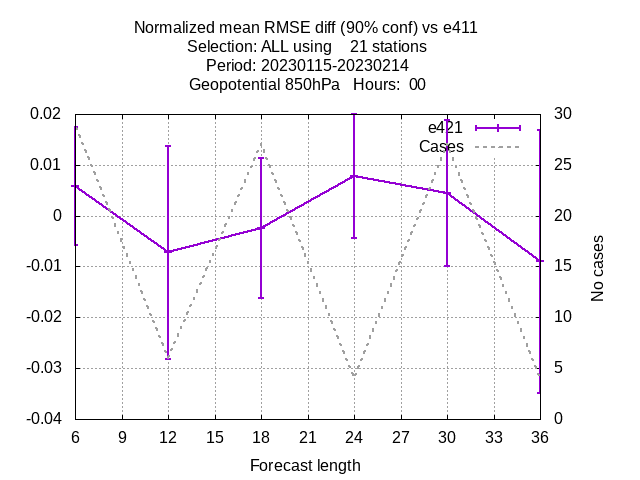 Normalized mean RMSE diff (90% conf) vs e411
Selection: ALL using    21 stations
Period: 20230115-20230214
Geopotential 850hPa   Hours:  00
0.02
0.01
0
-0.01
-0.02
-0.03
-0.04
e421
Cases
30
25
20
15
10
5
0
No cases
6 9 12 15 18 21 24 27 30 33 36
Forecast length